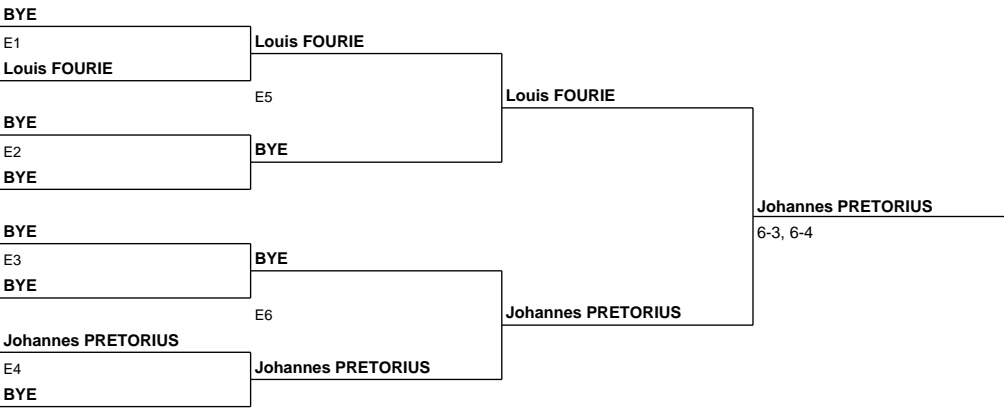 BYE
E1
Louis FOURIE
Louis FOURIE
E5
Louis FOURIE
BYE
E2
BYE
BYE
Johannes PRETORIUS
6-3, 6-4
BYE
E3
BYE
BYE
E6
Johannes PRETORIUS
Johannes PRETORIUS
E4
Johannes PRETORIUS
BYE